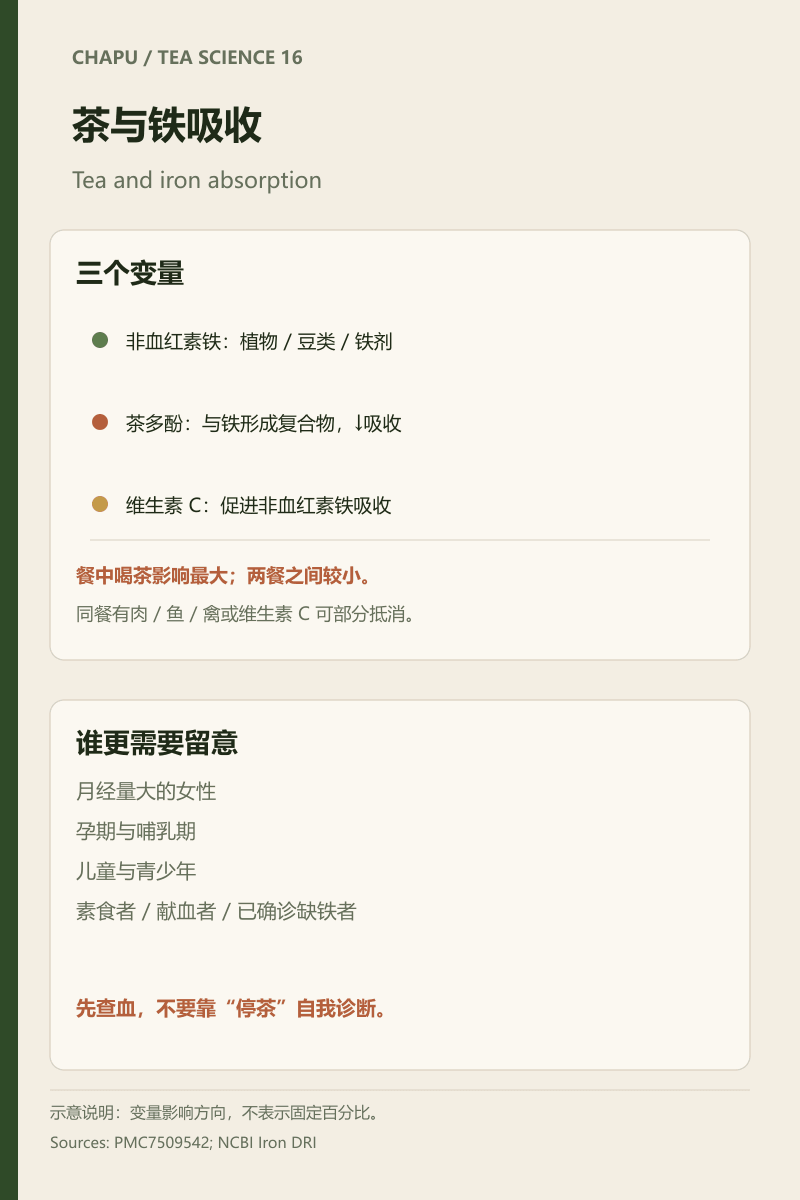 CHAPU / TEA SCIENCE 16
茶与铁吸收
Tea and iron absorption
三个变量
非血红素铁：植物 / 豆类 / 铁剂
茶多酚：与铁形成复合物，↓吸收
维生素 C：促进非血红素铁吸收
餐中喝茶影响最大；两餐之间较小。
同餐有肉 / 鱼 / 禽或维生素 C 可部分抵消。
谁更需要留意
月经量大的女性
孕期与哺乳期
儿童与青少年
素食者 / 献血者 / 已确诊缺铁者
先查血，不要靠“停茶”自我诊断。
示意说明：变量影响方向，不表示固定百分比。
Sources: PMC7509542; NCBI Iron DRI